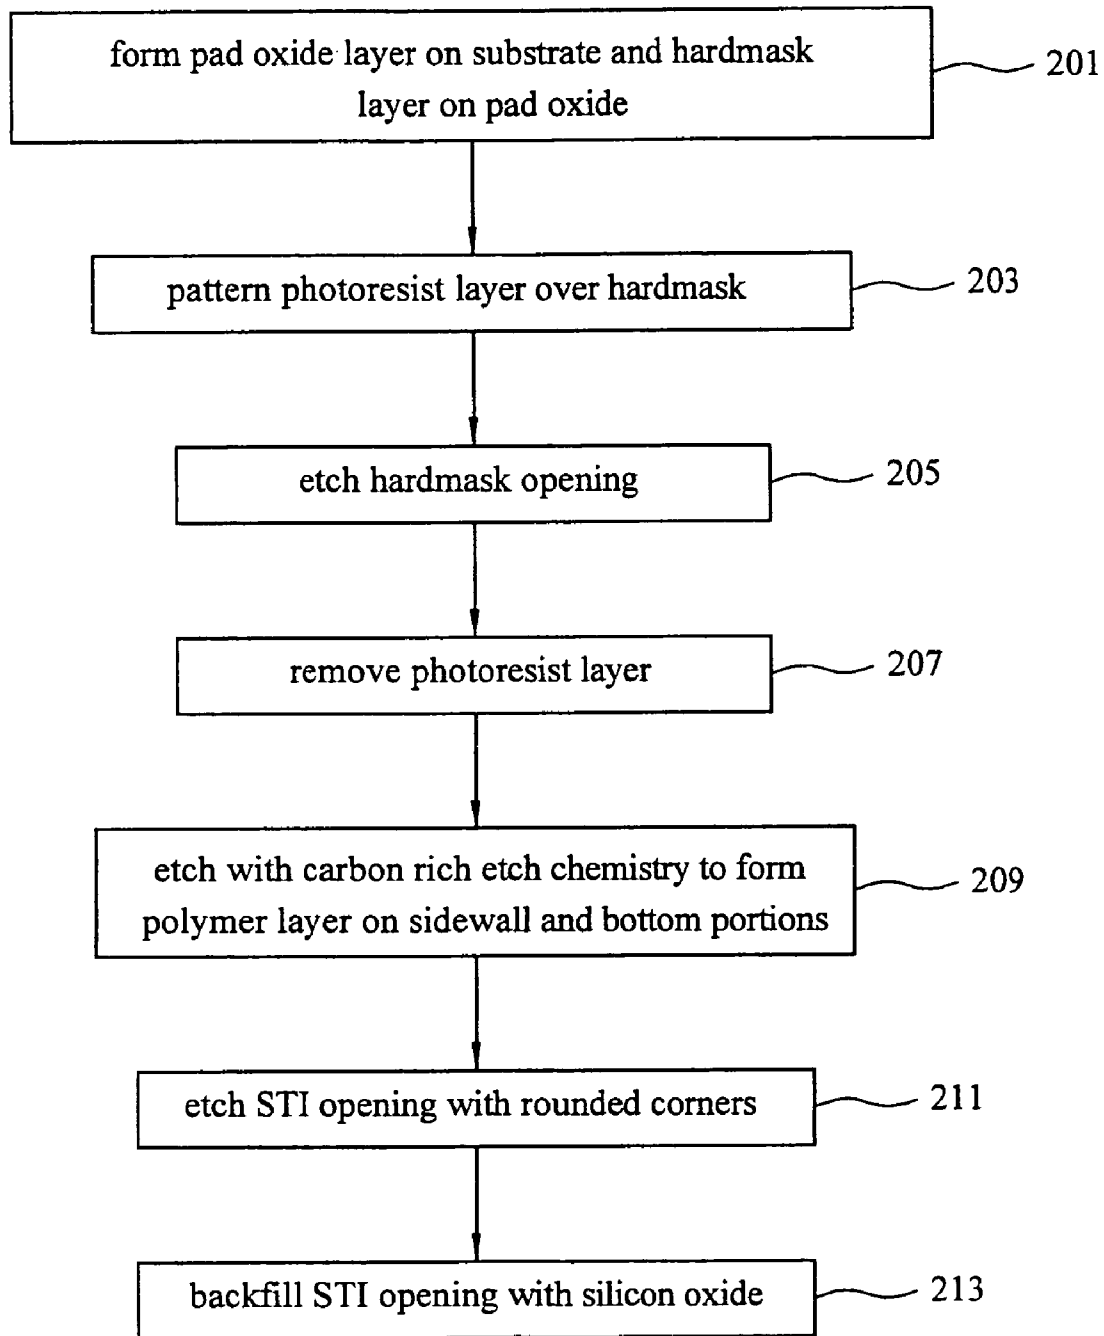 form pad oxide layer on substrate and hardmask
layer on pad oxide
201
pattern photoresist layer over hardmask
203
etch hardmask opening
205
remove photoresist layer
207
etch with carbon rich etch chemistry to form
polymer layer on sidewall and bottom portions
209
etch STI opening with rounded corners
211
backfill STI opening with silicon oxide
213